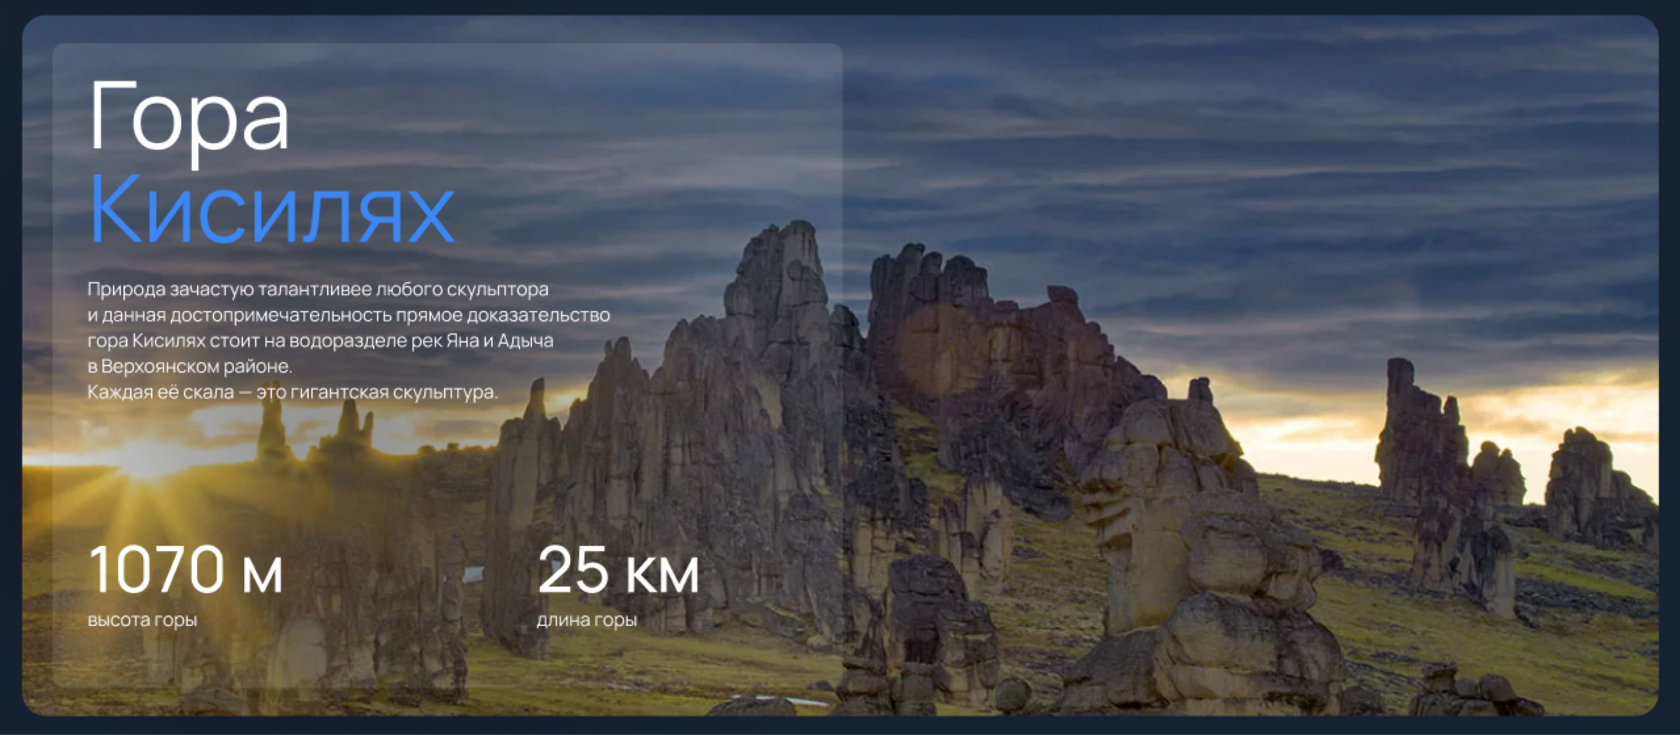 Гора
Кисилях
Природа зачастую талантливее любого скульптора
и данная достопримечательность прямое доказательство
гора Кисилях стоит на водоразделе рек Яна и Адыча
в Верхоянском районе.
Каждая её скала — это гигантская скульптура.
1070 м
высота горы
25 км
длина горы